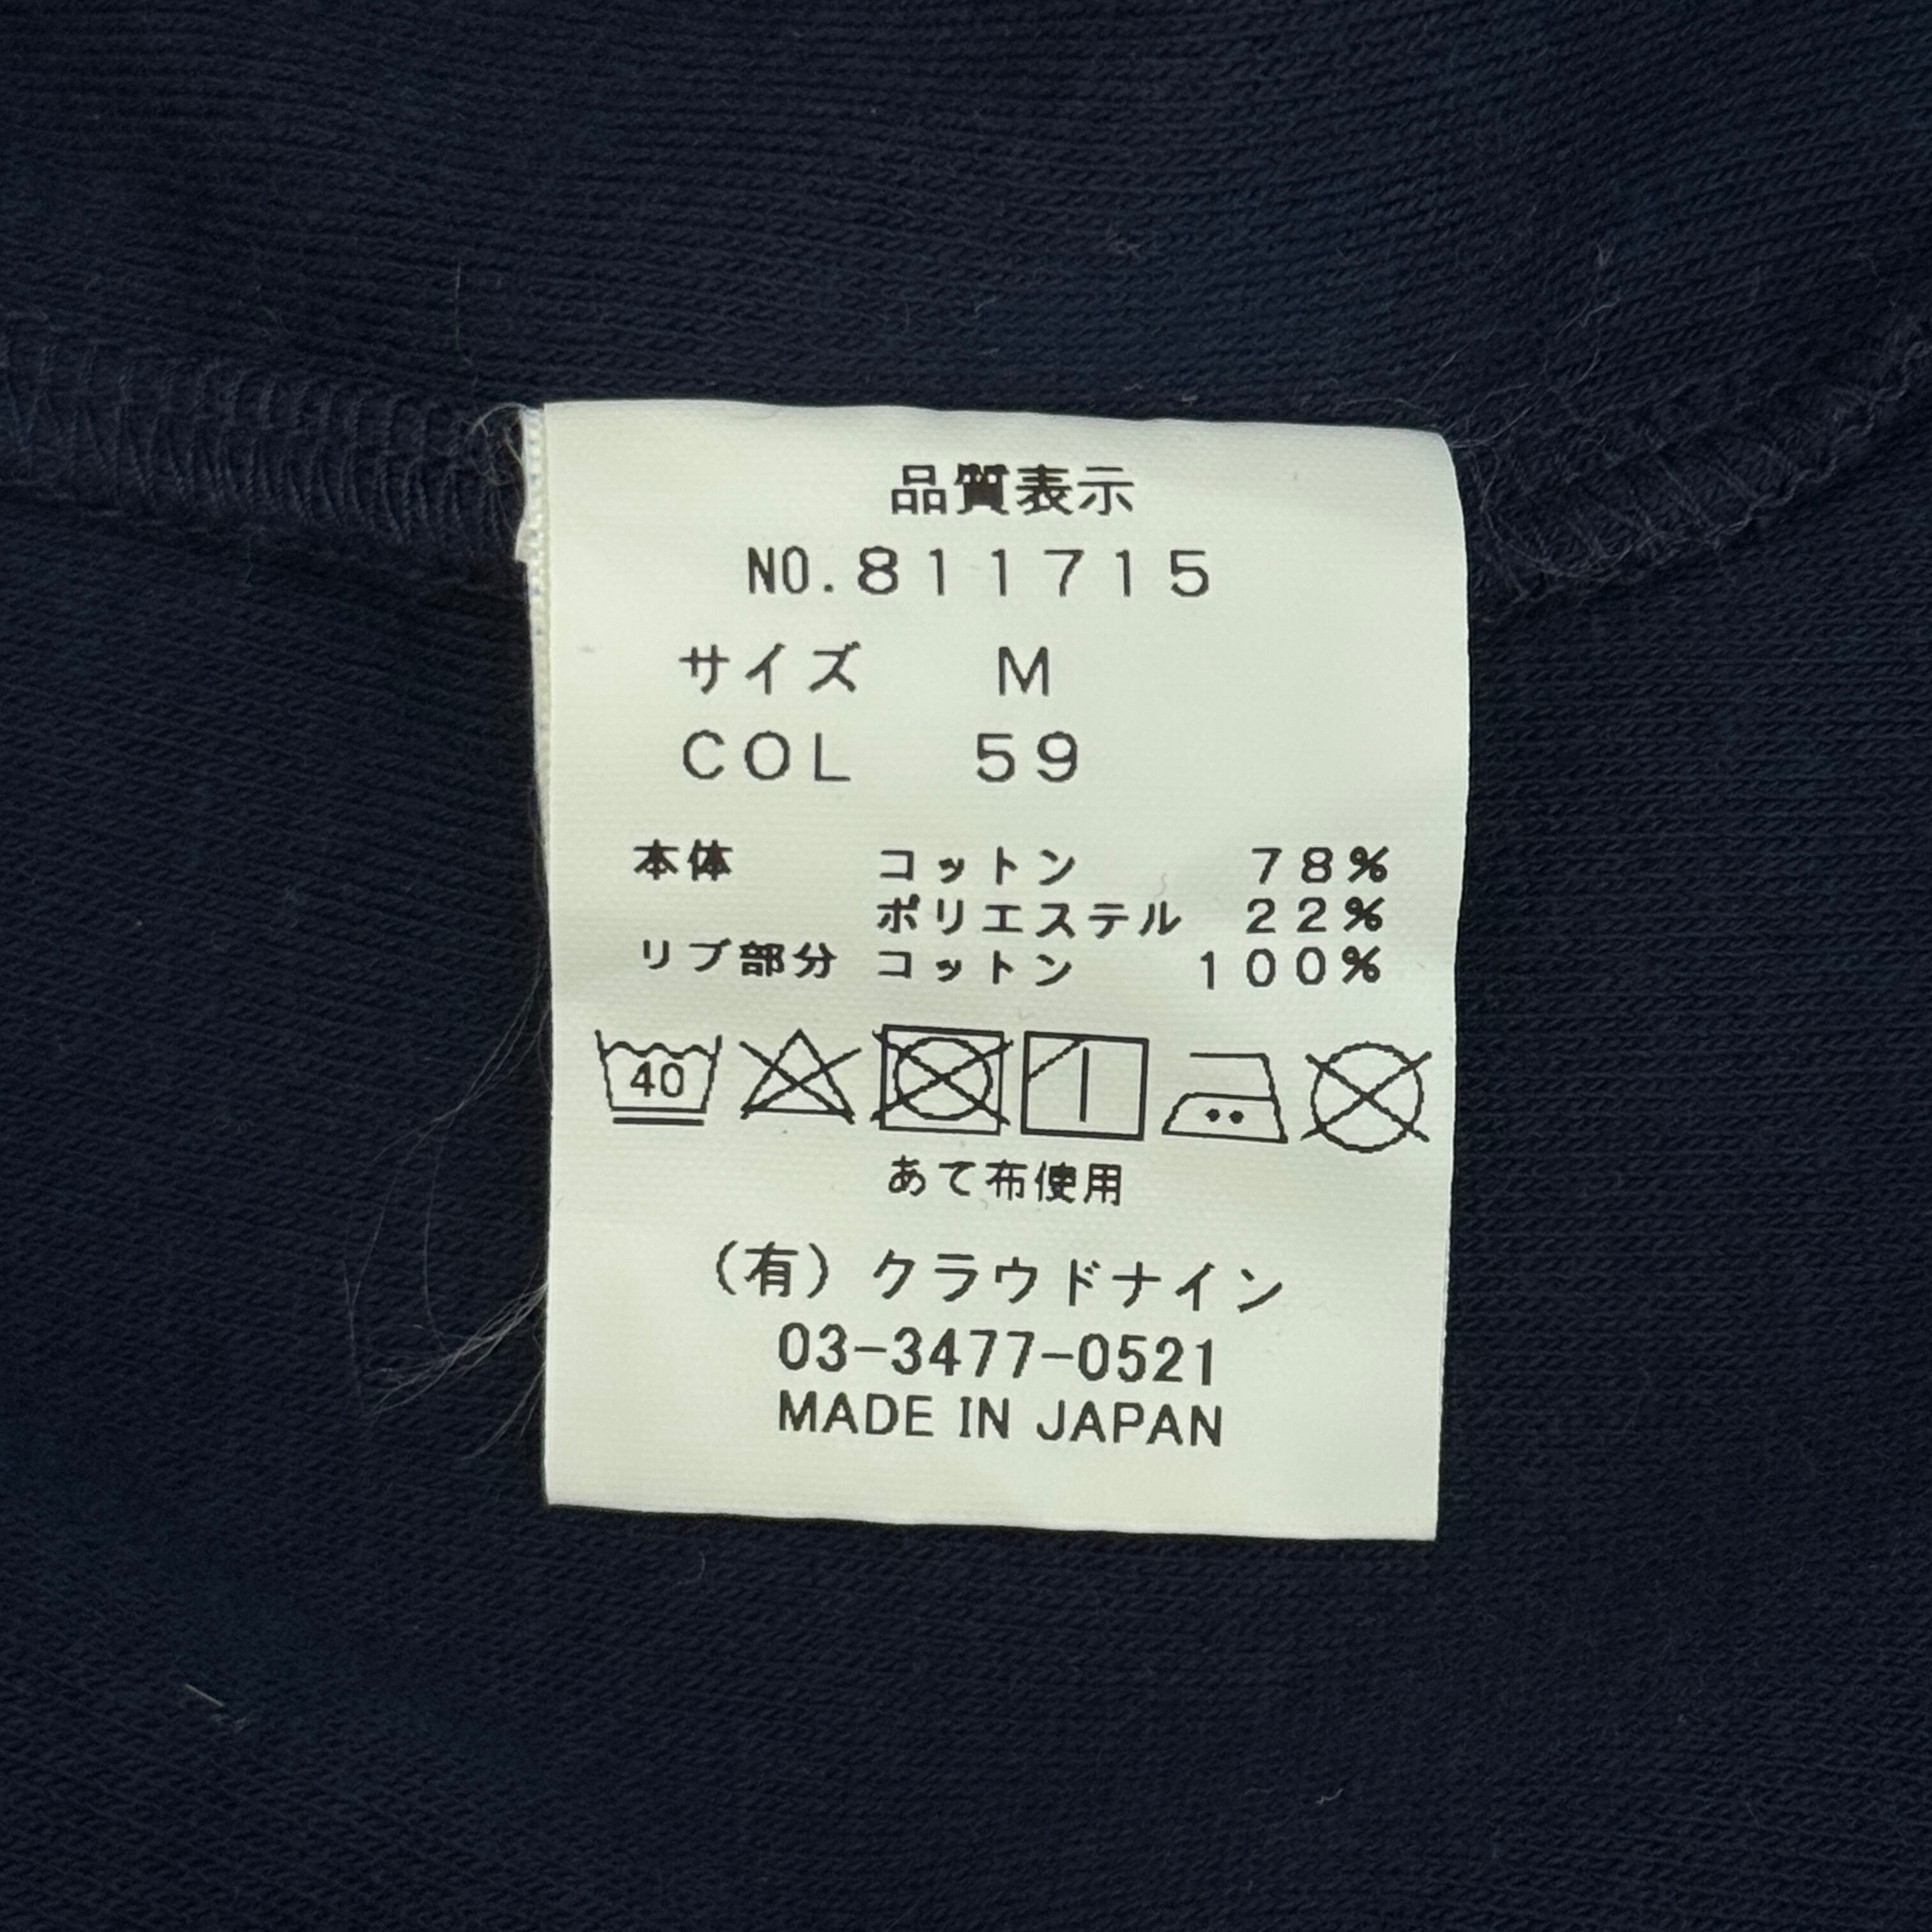 品質表示
NO.811715
サイズ M
COL 59
本体 コットン 78%
ポリエステル 22%
リブ部分 コットン 100%
40
あて布使用
(有)クラウドナイン
03-3477-0521
MADE IN JAPAN